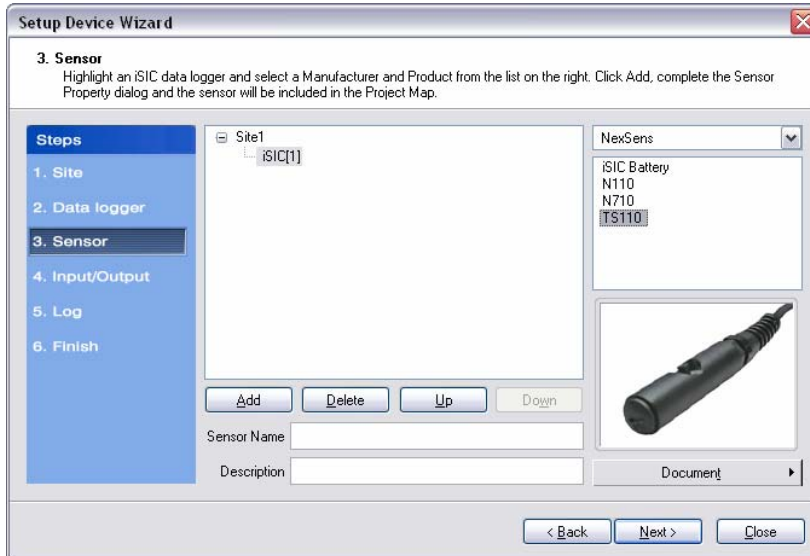 Setup Device Wizard
3. Sensor
Highlight an iSIC data logger and select a Manufacturer and Product from the list on the right. Click Add, complete the Sensor
Property dialog and the sensor will be included in the Project Map.
Steps
1. Site
2. Data logger
3. Sensor
4. Input/Output
5. Log
6. Finish
Site1
iSIC[1]
NexSens
iSIC Battery
N110
N710
TS110
Add
Delete
Up
Down
Sensor Name
Description
Document
< Back
Next >
Close